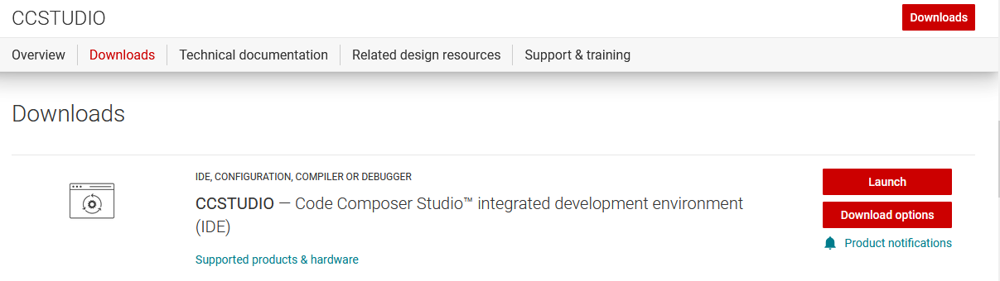 CCSTUDIO
Downloads
Overview
Downloads
Technical documentation
Related design resources
Support & training
Downloads
IDE, CONFIGURATION, COMPILER OR DEBUGGER
CCSTUDIO — Code Composer Studio™ integrated development environment
(IDE)
Supported products & hardware
Launch
Download options
Product notifications